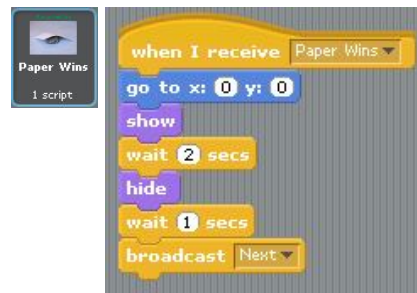 Paper Wins
1 script
when I receive Paper Wins
go to x: 0 y: 0
show
wait 2 secs
hide
wait 1 secs
broadcast Next